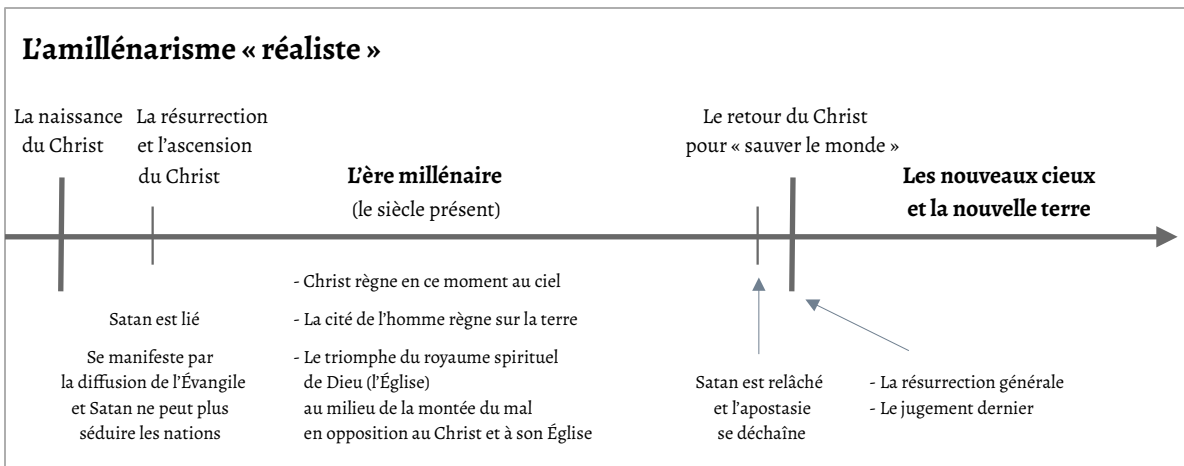 L’amillénarisme « réaliste »
La naissance
du Christ
La résurrection
et l’ascension
du Christ
L’ère millénaire
(le siècle présent)
Le retour du Christ
pour « sauver le monde »
Les nouveaux cieux
et la nouvelle terre
Satan est lié
Se manifeste par
la diffusion de l’Évangile
et Satan ne peut plus
séduire les nations
- Christ règne en ce moment au ciel
- La cité de l’homme règne sur la terre
- Le triomphe du royaume spirituel
de Dieu (l’Église)
au milieu de la montée du mal
en opposition au Christ et à son Église
Satan est relâché
et l’apostasie
se déchaîne
- La résurrection générale
- Le jugement dernier